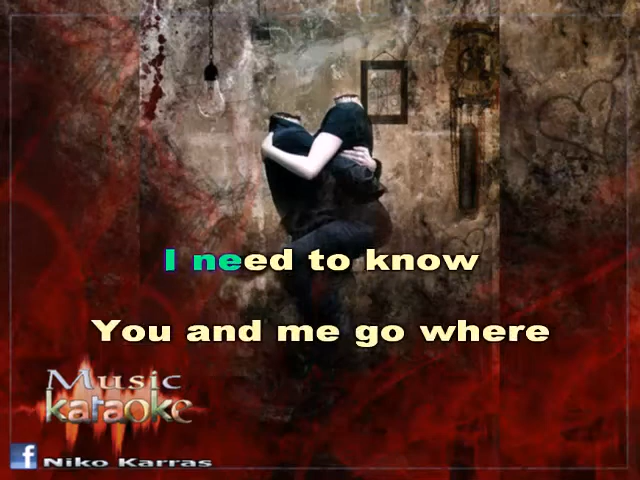 I need to know
You and me go where
Music
karaoke
f Niko Karras